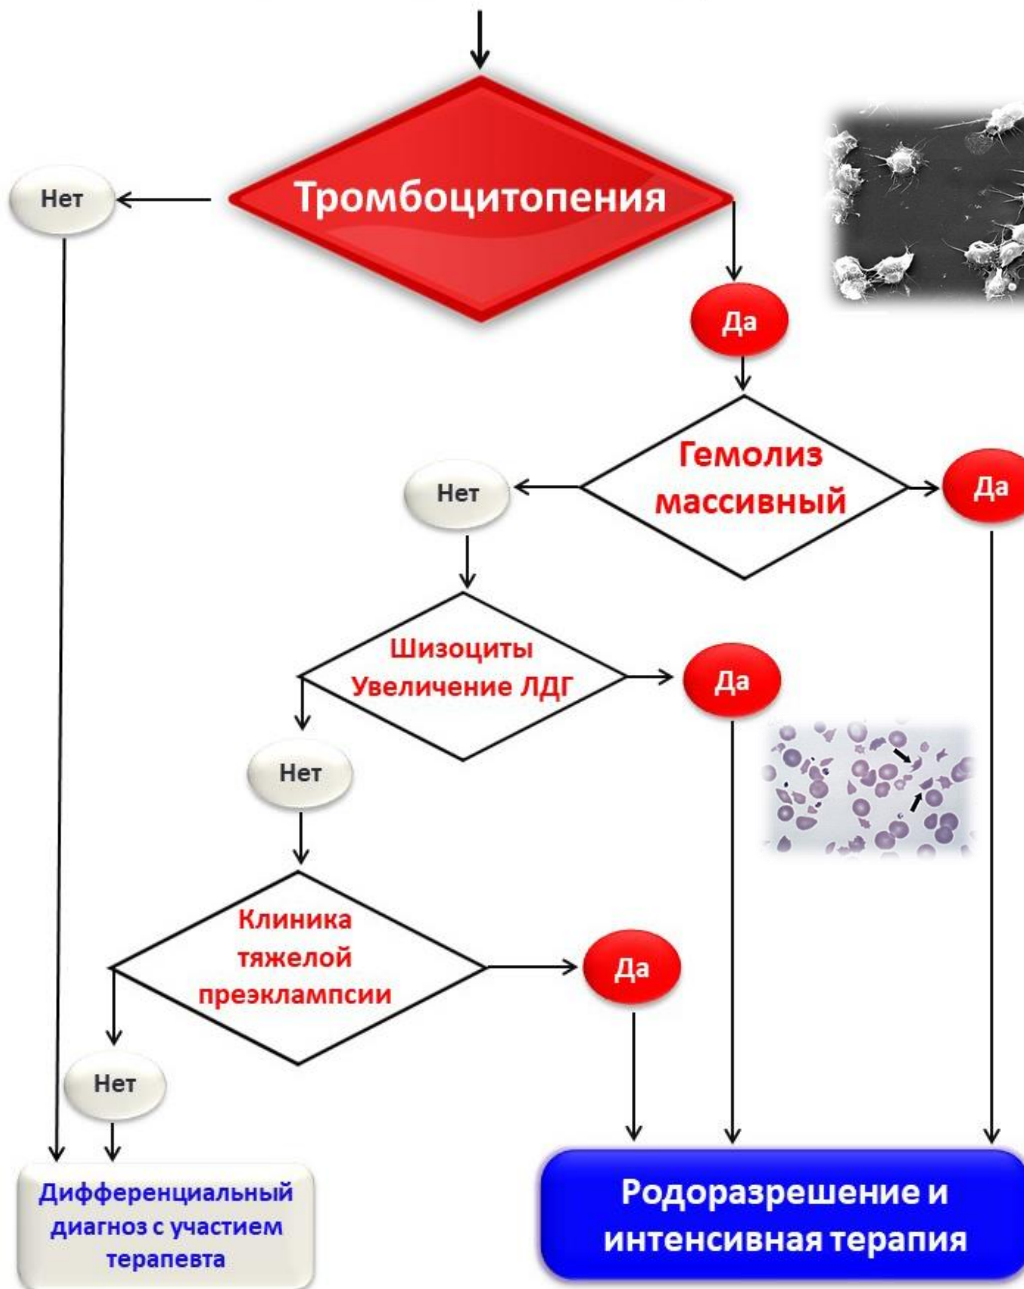 Тромбоцитопения
Нет
Да
Гемолиз
массивный
Нет
Да
Шизоциты
Увеличение ЛДГ
Да
Нет
Клиника
тяжелой
преэклампсии
Да
Нет
Дифференциальный
диагноз с участием
терапевта
Родоразрешение и
интенсивная терапия